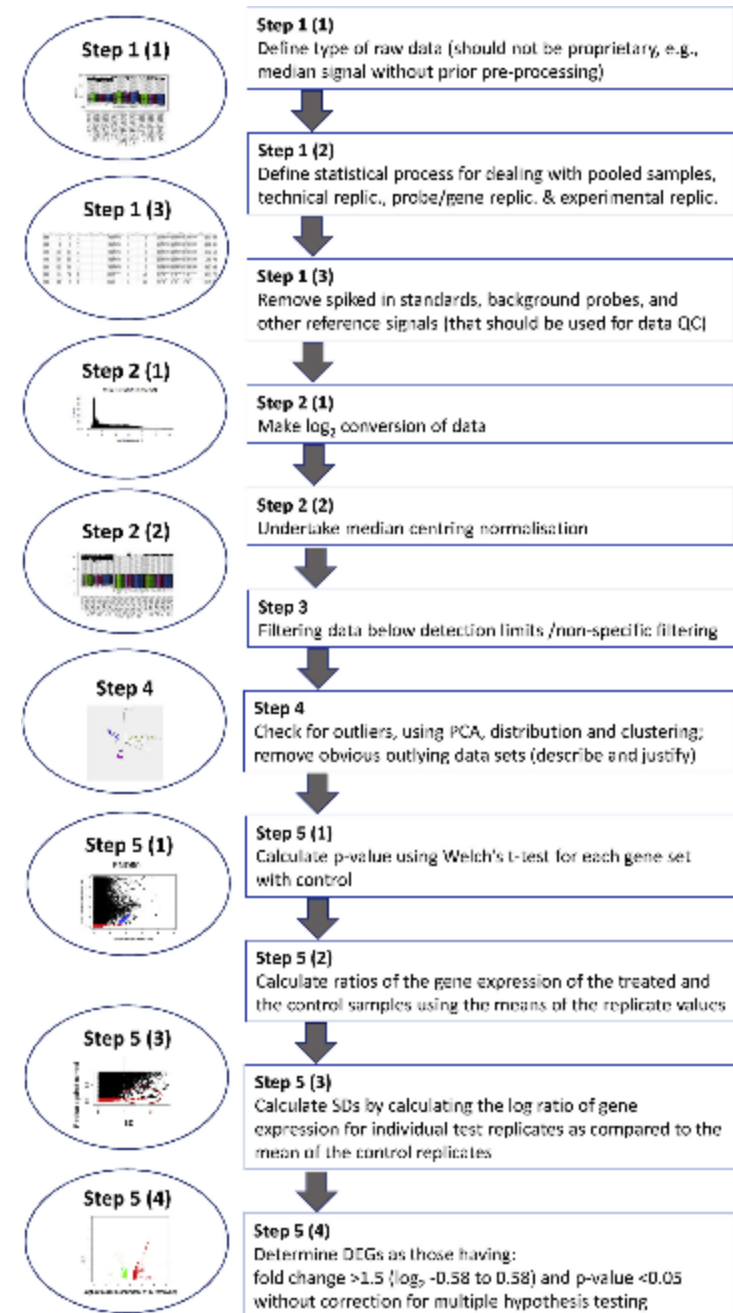 Step 1 (1)
Step 1 (3)
Step 2 (1)
Step 2 (2)
Step 4
Step 5 (1)
Step 5 (3)
Step 5 (4)
Step 1 (1)
Define type of raw data (should not be proprietary, e.g.,
median signal without prior pre-processing)
Step 1 (2)
Define statistical process for dealing with pooled samples,
technical replic., probe/gene replic. & experimental replic.
Step 1 (3)
Remove spiked in standards, background probes, and
other reference signals (that should be used for data QC)
Step 2 (1)
Make log₂ conversion of data
Step 2 (2)
Undertake median centring normalisation
Step 3
Filtering data below detection limits /non-specific filtering
Step 4
Check for outliers, using PCA, distribution and clustering;
remove obvious outlying data sets (describe and justify)
Step 5 (1)
Calculate p-value using Welch's t-test for each gene set
with control
Step 5 (2)
Calculate ratios of the gene expression of the treated and
the control samples using the means of the replicate values
Step 5 (3)
Calculate SDs by calculating the log ratio of gene
expression for individual test replicates as compared to the
mean of the control replicates
Step 5 (4)
Determine DEGs as those having:
fold change >1.5 (log₂ -0.58 to 0.58) and p-value <0.05
without correction for multiple hypothesis testing